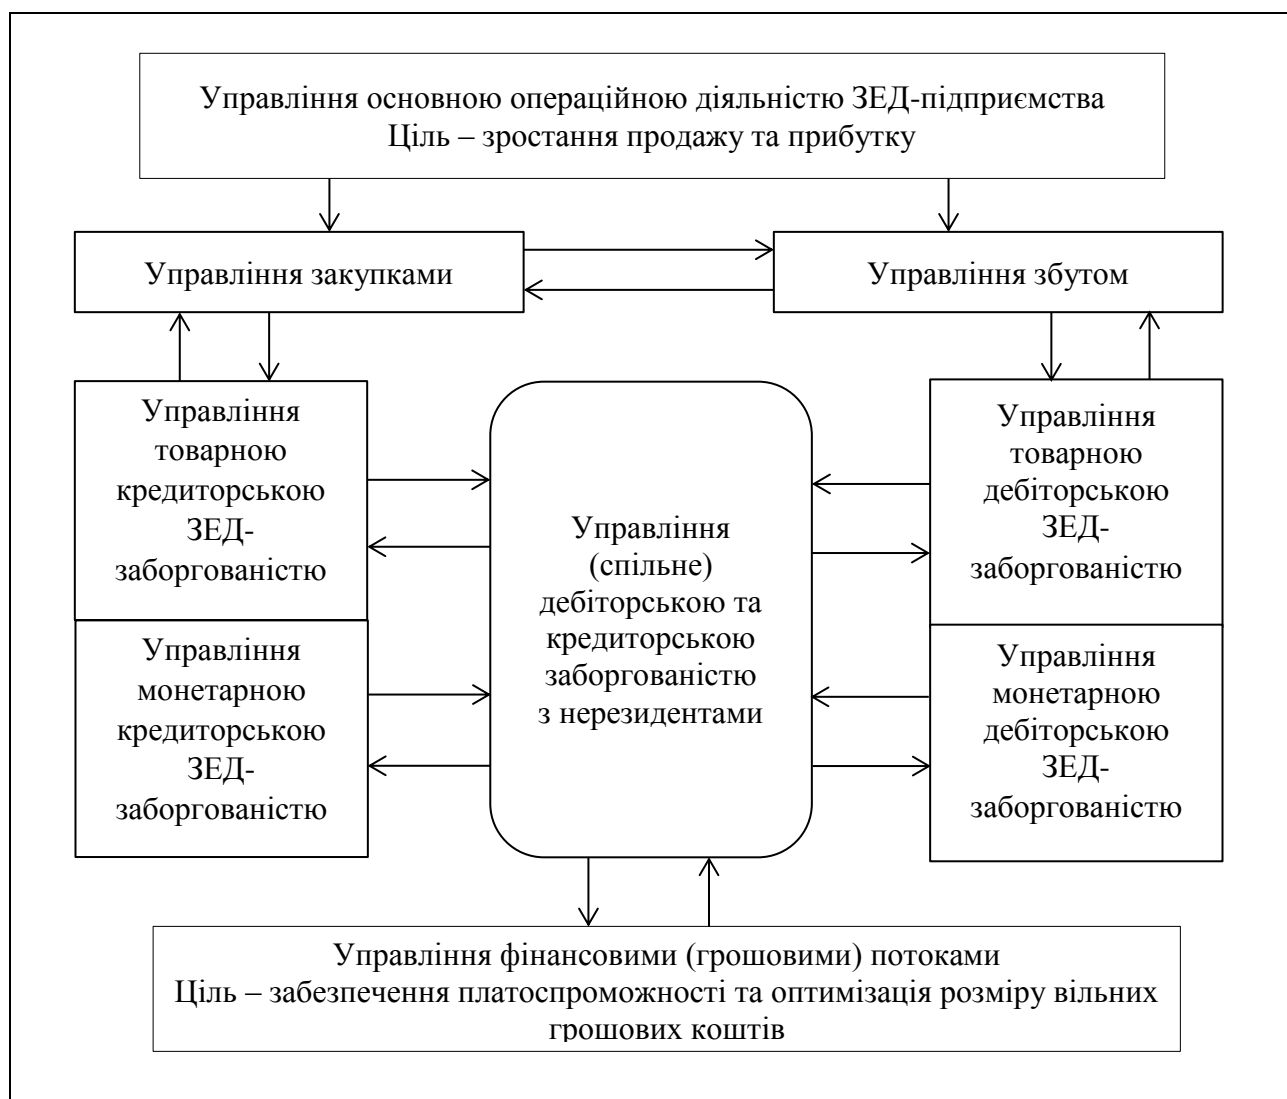 Управління основною операційною діяльністю ЗЕД-підприємства
Ціль – зростання продажу та прибутку
Управління закупками
Управління збутом
Управління
товарною
кредиторською
ЗЕД-
заборгованістю
Управління
монетарною
кредиторською
ЗЕД-
заборгованістю
Управління
(спільне)
дебіторською та
кредиторською
заборгованістю
з нерезидентами
Управління
товарною
дебіторською
ЗЕД-
заборгованістю
Управління
монетарною
дебіторською
ЗЕД-
заборгованістю
Управління фінансовими (грошовими) потоками
Ціль – забезпечення платоспроможності та оптимізація розміру вільних
грошових коштів